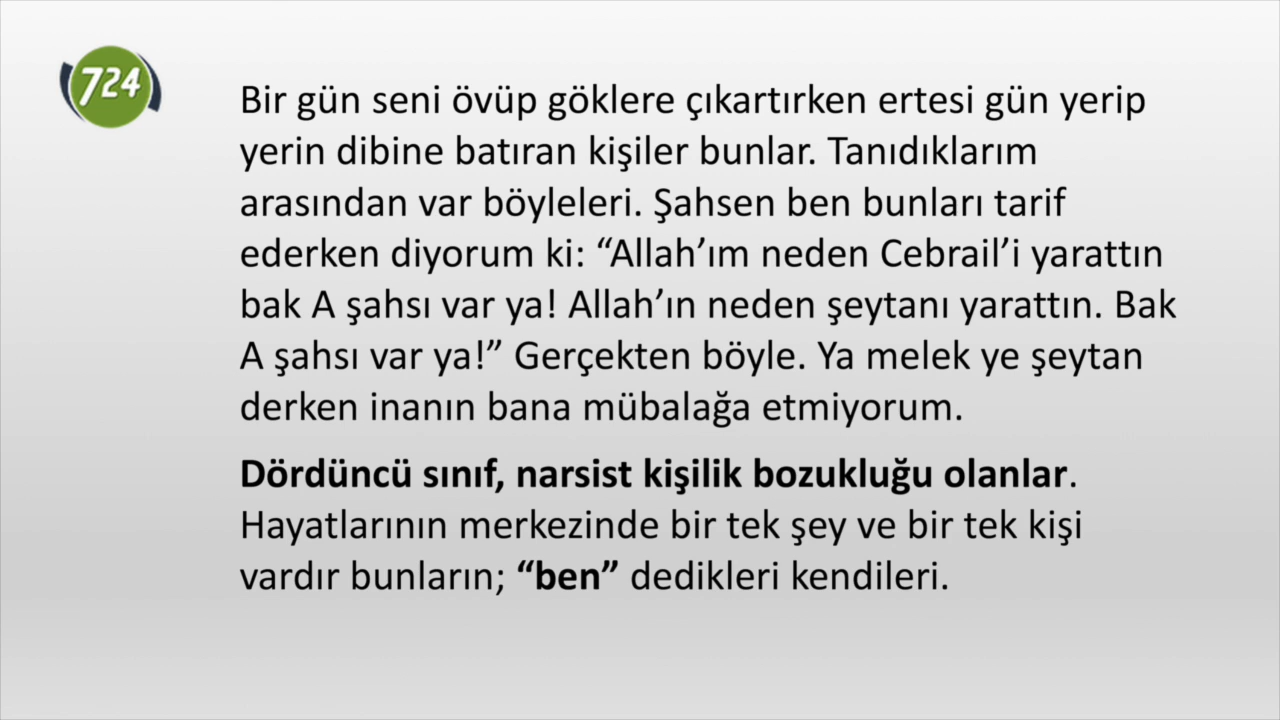 724
Bir gün seni övüp göklere çıkartırken ertesi gün yerip
yerin dibine batıran kişiler bunlar. Tanıdıklarım
arasından var böyleleri. Şahsen ben bunları tarif
ederken diyorum ki: “Allah’ım neden Cebrail’i yarattın
bak A şahsı var ya! Allah’ın neden şeytanı yarattın. Bak
A şahsı var ya!” Gerçekten böyle. Ya melek ye şeytan
derken inanın bana mübalağa etmiyorum.
Dördüncü sınıf, narsist kişilik bozukluğu olanlar.
Hayatlarının merkezinde bir tek şey ve bir tek kişi
vardır bunların; “ben” dedikleri kendileri.